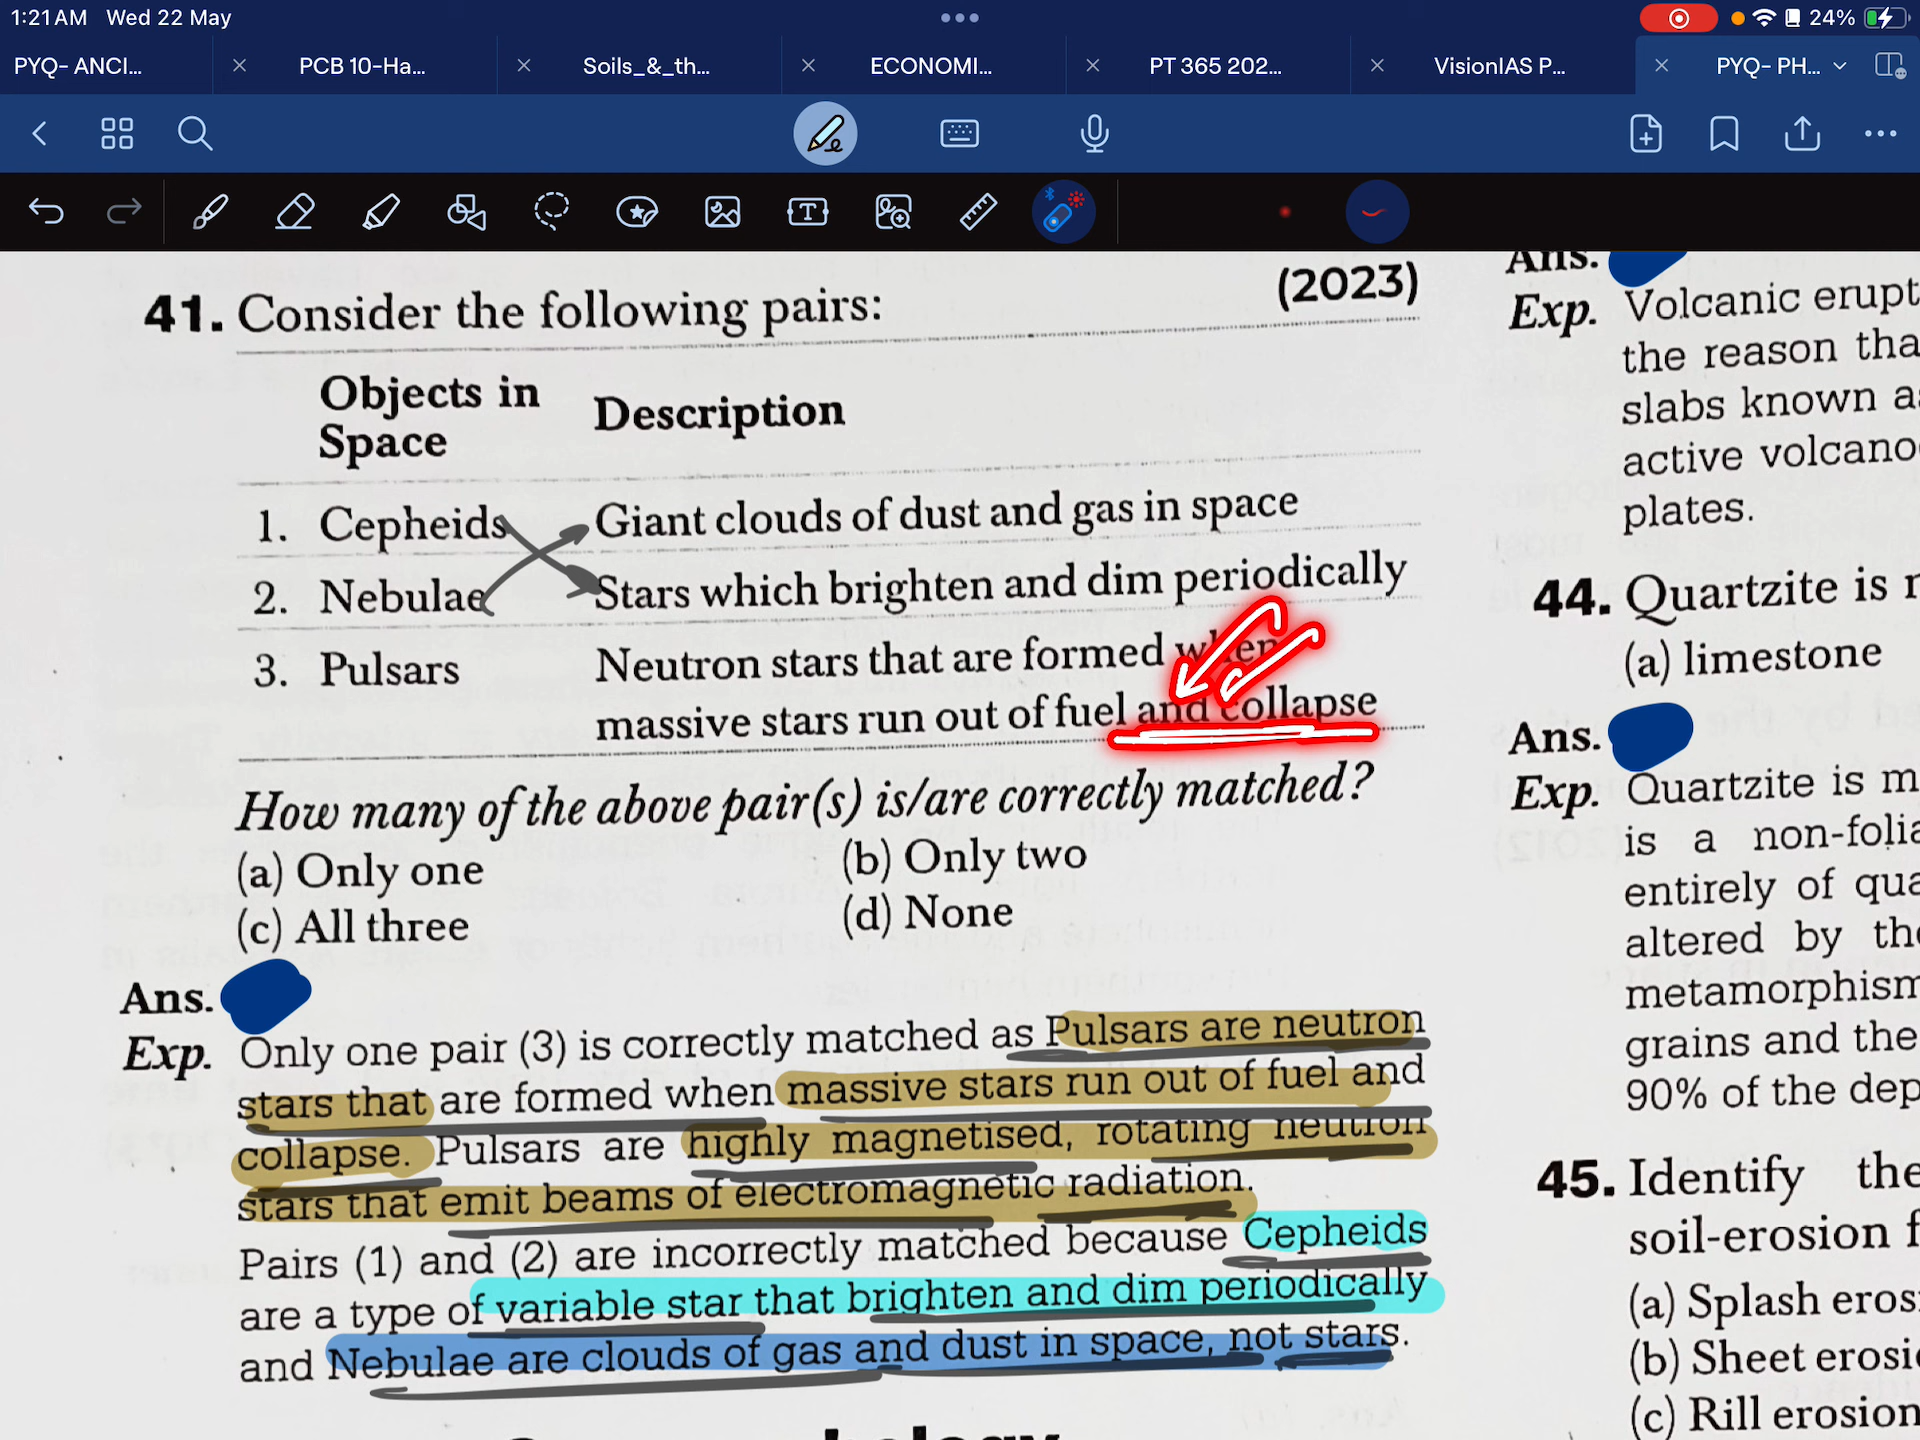 1:21 AM Wed 22 May
24%
PYQ- ANCI...
PCB 10-Ha...
Soils_&_th...
ECONOMI...
PT 365 202...
VisionIAS P...
PYQ- PH...
41. Consider the following pairs: (2023)
Objects in Space Description
1. Cepheids Giant clouds of dust and gas in space
2. Nebulae Stars which brighten and dim periodically
3. Pulsars Neutron stars that are formed when
massive stars run out of fuel and collapse
How many of the above pair(s) is/are correctly matched?
(a) Only one (b) Only two
(c) All three (d) None
Ans.
Exp. Only one pair (3) is correctly matched as Pulsars are neutron
stars that are formed when massive stars run out of fuel and
collapse. Pulsars are highly magnetised, rotating neutron
stars that emit beams of electromagnetic radiation.
Pairs (1) and (2) are incorrectly matched because Cepheids
are a type of variable star that brighten and dim periodically
and Nebulae are clouds of gas and dust in space, not stars.
Ans.
Exp. Volcanic erupt
the reason tha
slabs known a
active volcano
plates.
44. Quartzite is
(a) limestone
Ans.
Exp. Quartzite is m
is a non-folia
entirely of qua
altered by the
metamorphism
grains and the
90% of the dep
45. Identify the
soil-erosion f
(a) Splash eros
(b) Sheet erosi
(c) Rill erosion